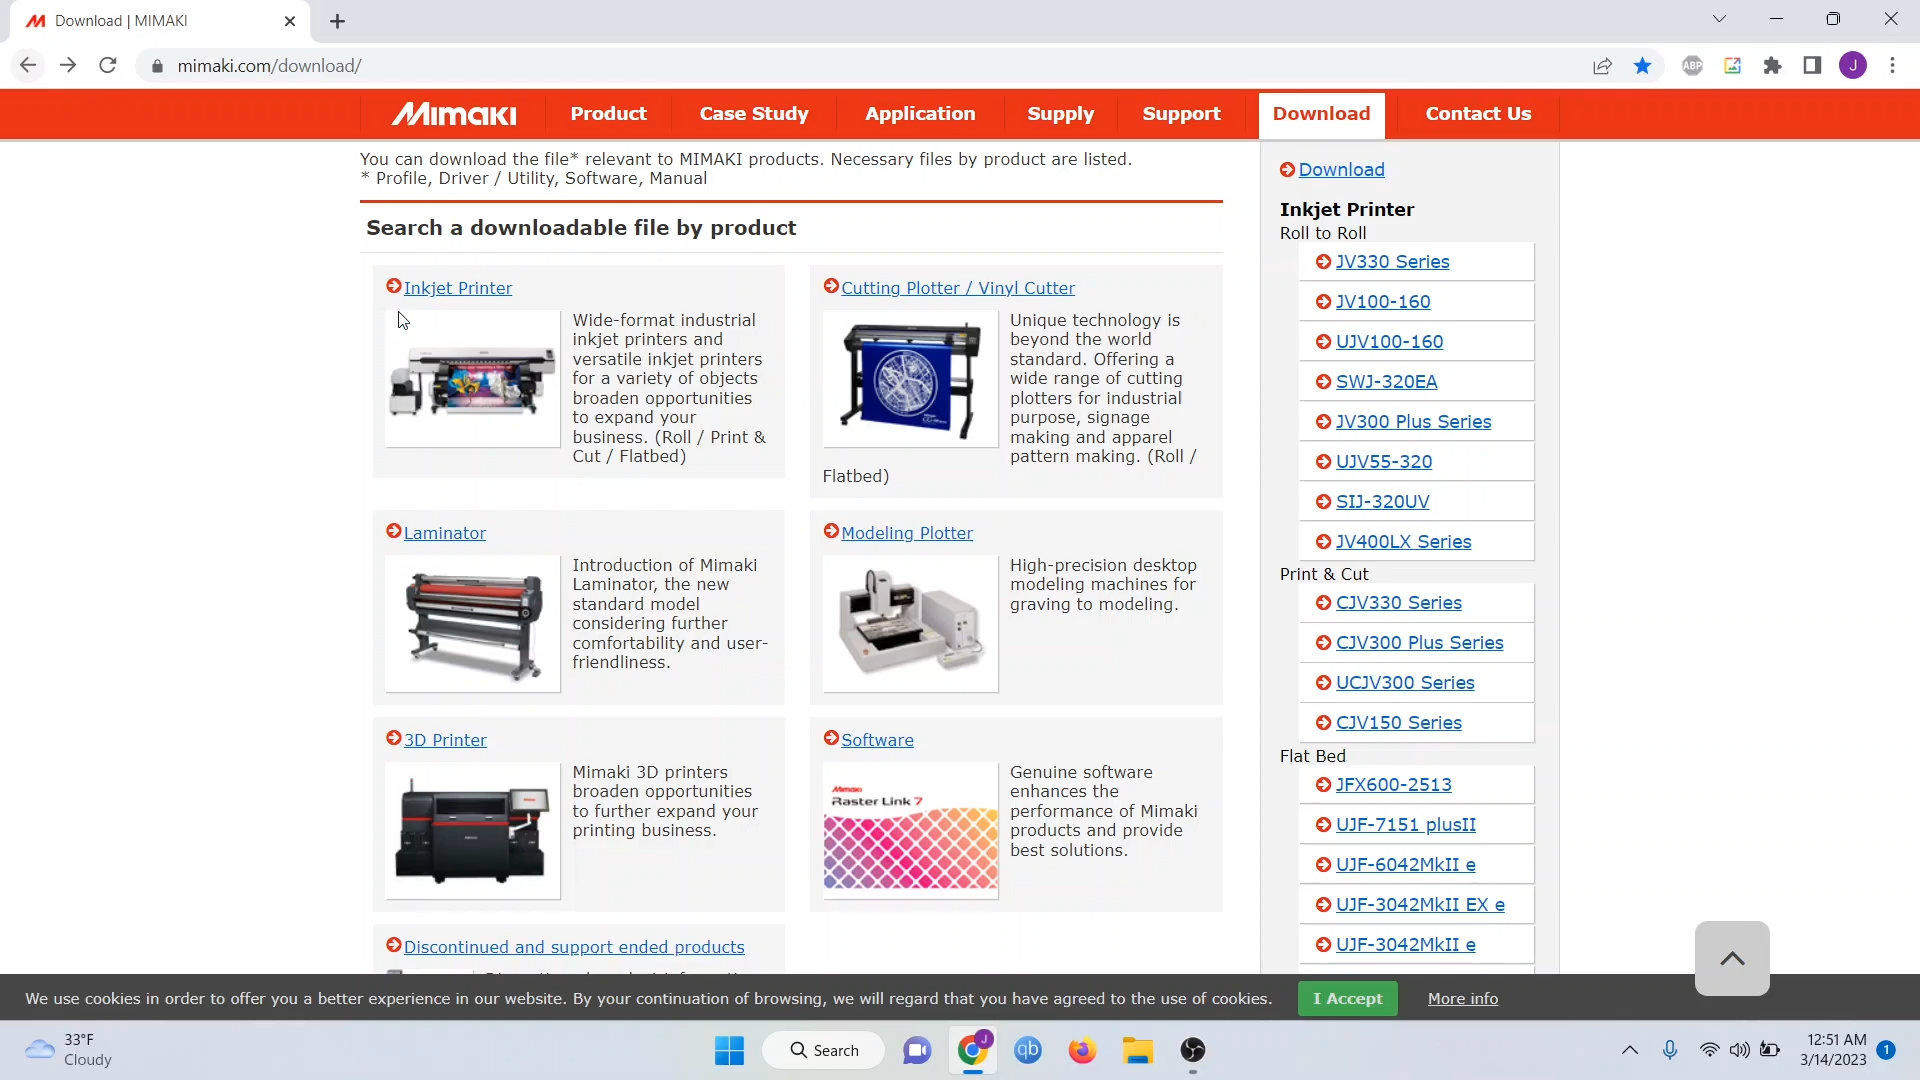 Download | MIMAKI
mimaki.com/download/
ABP
J
Mimaki
Product
Case Study
Application
Supply
Support
Download
Contact Us
You can download the file* relevant to MIMAKI products. Necessary files by product are listed.
* Profile, Driver / Utility, Software, Manual
Search a downloadable file by product
Inkjet Printer
Wide-format industrial
inkjet printers and
versatile inkjet printers
for a variety of objects
broaden opportunities
to expand your
business. (Roll / Print &
Cut / Flatbed)
Cutting Plotter / Vinyl Cutter
Unique technology is
beyond the world
standard. Offering a
wide range of cutting
plotters for industrial
purpose, signage
making and apparel
pattern making. (Roll /
Flatbed)
Laminator
Introduction of Mimaki
Laminator, the new
standard model
considering further
comfortability and user-
friendliness.
Modeling Plotter
High-precision desktop
modeling machines for
graving to modeling.
3D Printer
Mimaki 3D printers
broaden opportunities
to further expand your
printing business.
Software
Mimaki
Raster Link 7
Genuine software
enhances the
performance of Mimaki
products and provide
best solutions.
Discontinued and support ended products
Download
Inkjet Printer
Roll to Roll
JV330 Series
JV100-160
UJV100-160
SWJ-320EA
JV300 Plus Series
UJV55-320
SIJ-320UV
JV400LX Series
Print & Cut
CJV330 Series
CJV300 Plus Series
UCJV300 Series
CJV150 Series
Flat Bed
JFX600-2513
UJF-7151 plusII
UJF-6042MkII e
UJF-3042MkII EX e
UJF-3042MkII e
We use cookies in order to offer you a better experience in our website. By your continuation of browsing, we will regard that you have agreed to the use of cookies.
I Accept
More info
33°F
Cloudy
Search
J
qb
12:51 AM
3/14/2023
1